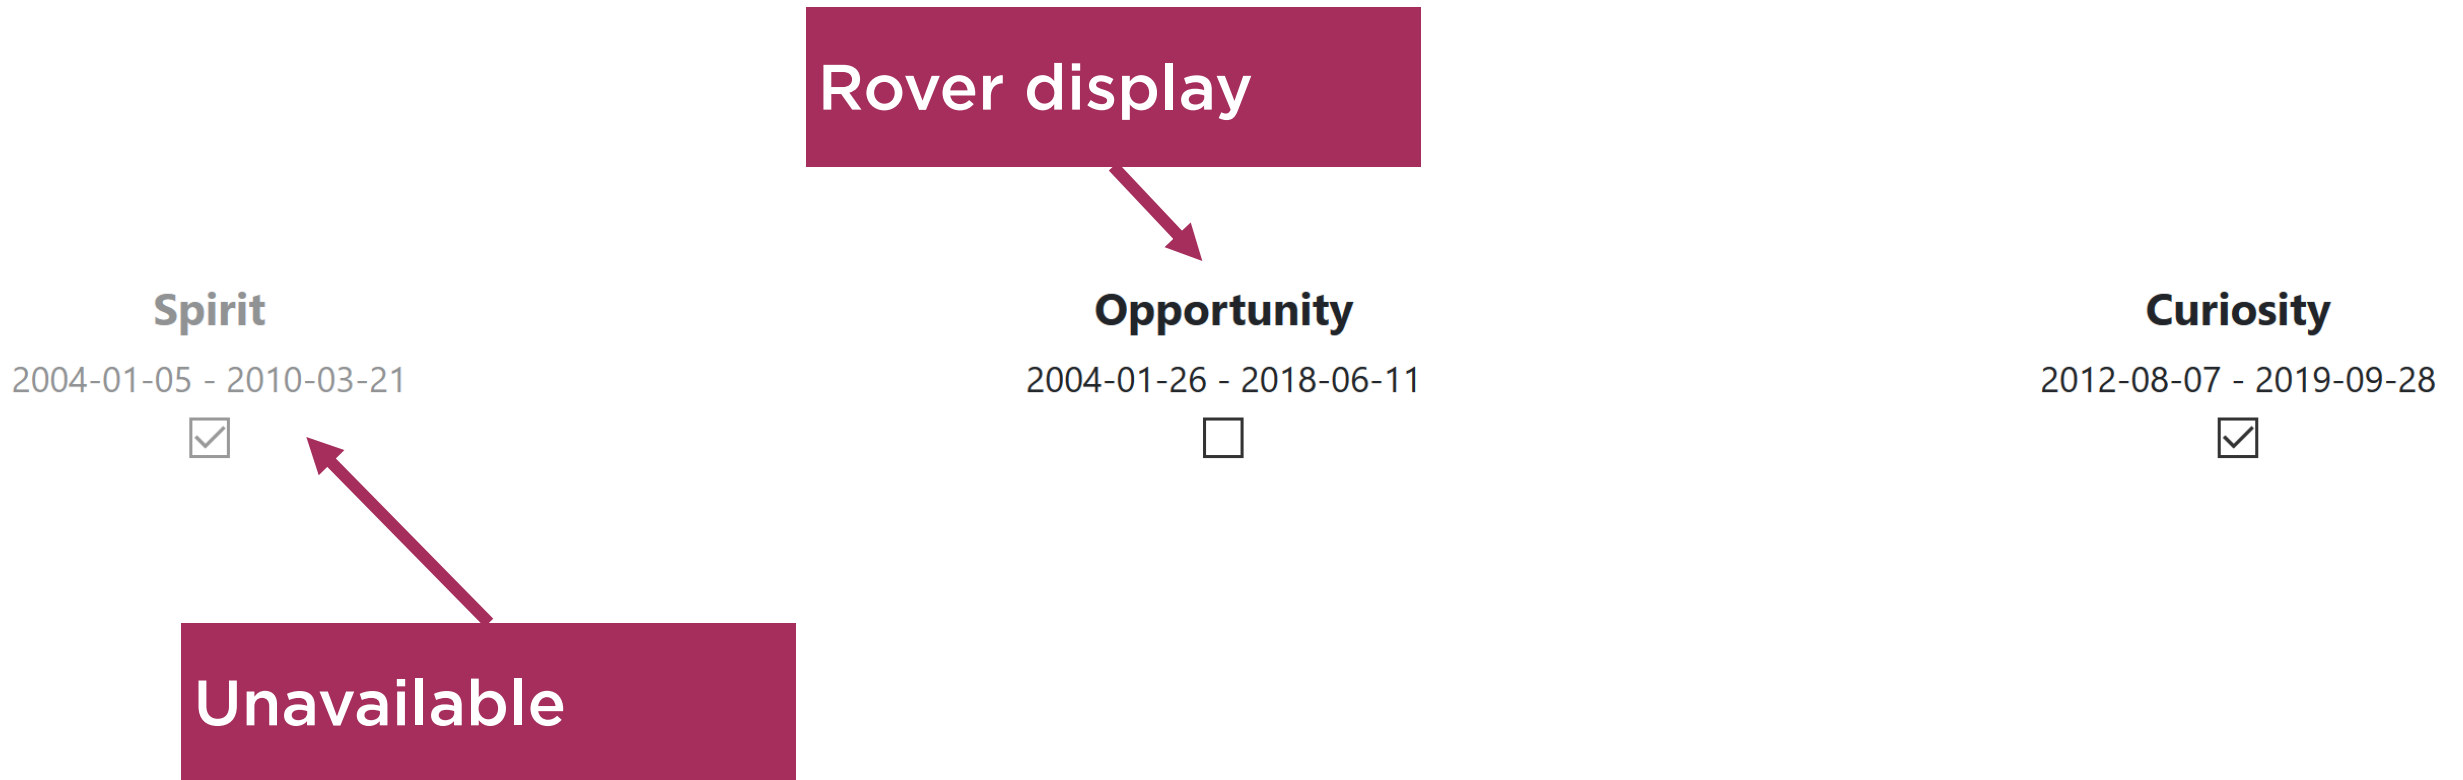 Rover display
Spirit
2004-01-05 - 2010-03-21
Opportunity
2004-01-26 - 2018-06-11
Curiosity
2012-08-07 - 2019-09-28
Unavailable